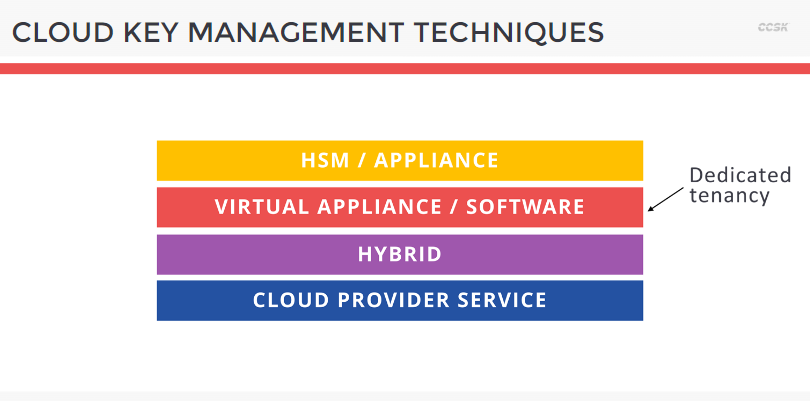 CLOUD KEY MANAGEMENT TECHNIQUES
CCSK
HSM / APPLIANCE
VIRTUAL APPLIANCE / SOFTWARE
HYBRID
CLOUD PROVIDER SERVICE
Dedicated
tenancy